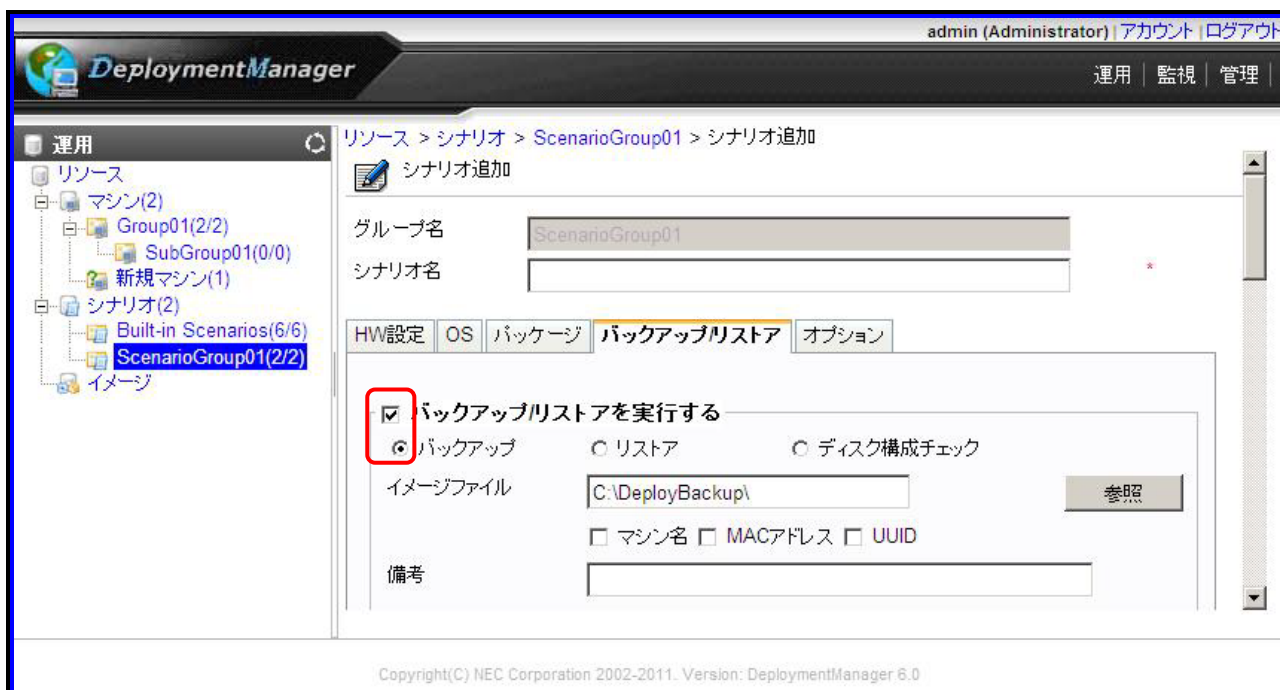 admin (Administrator) | アカウント | ログアウト
DeploymentManager
運用 | 監視 | 管理 |
運用
リソース
マシン(2)
Group01(2/2)
SubGroup01(0/0)
新規マシン(1)
シナリオ(2)
Built-in Scenarios(6/6)
ScenarioGroup01(2/2)
イメージ
リソース > シナリオ > ScenarioGroup01 > シナリオ追加
シナリオ追加
グループ名 ScenarioGroup01
シナリオ名 *
HW設定 OS パッケージ バックアップ/リストア オプション
バックアップ/リストアを実行する
バックアップ リストア ディスク構成チェック
イメージファイル C:\DeployBackup\ 参照
マシン名 MACアドレス UUID
備考
Copyright(C) NEC Corporation 2002-2011. Version: DeploymentManager 6.0